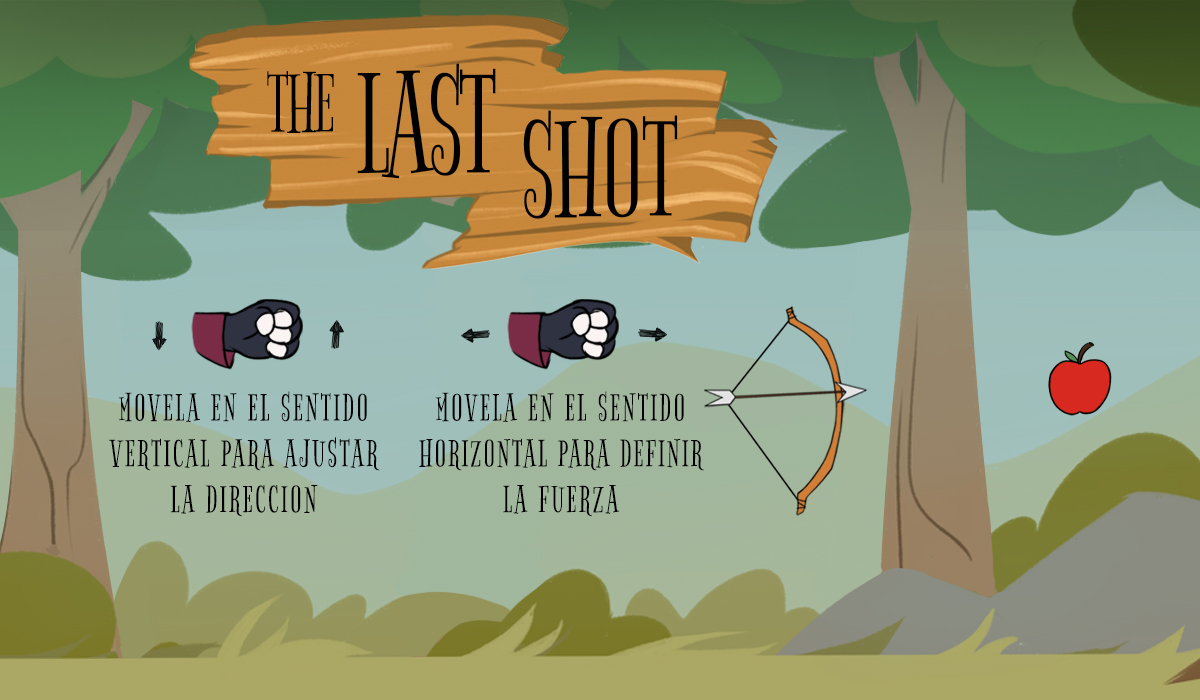 THE LAST SHOT
MOVELA EN EL SENTIDO
VERTICAL PARA AJUSTAR
LA DIRECCION
MOVELA EN EL SENTIDO
HORIZONTAL PARA DEFINIR
LA FUERZA